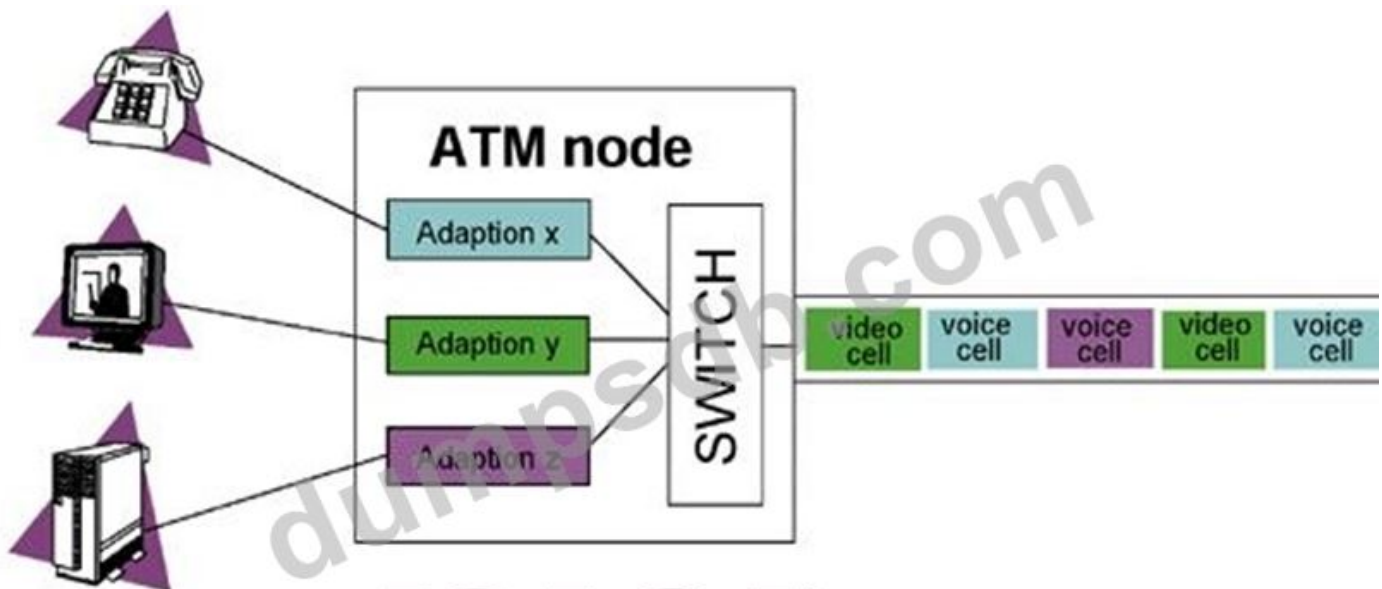 ATM node
Adaption x
Adaption y
Adaption z
SWITCH
video cell
voice cell
voice cell
video cell
voice cell
dumpsdb.com